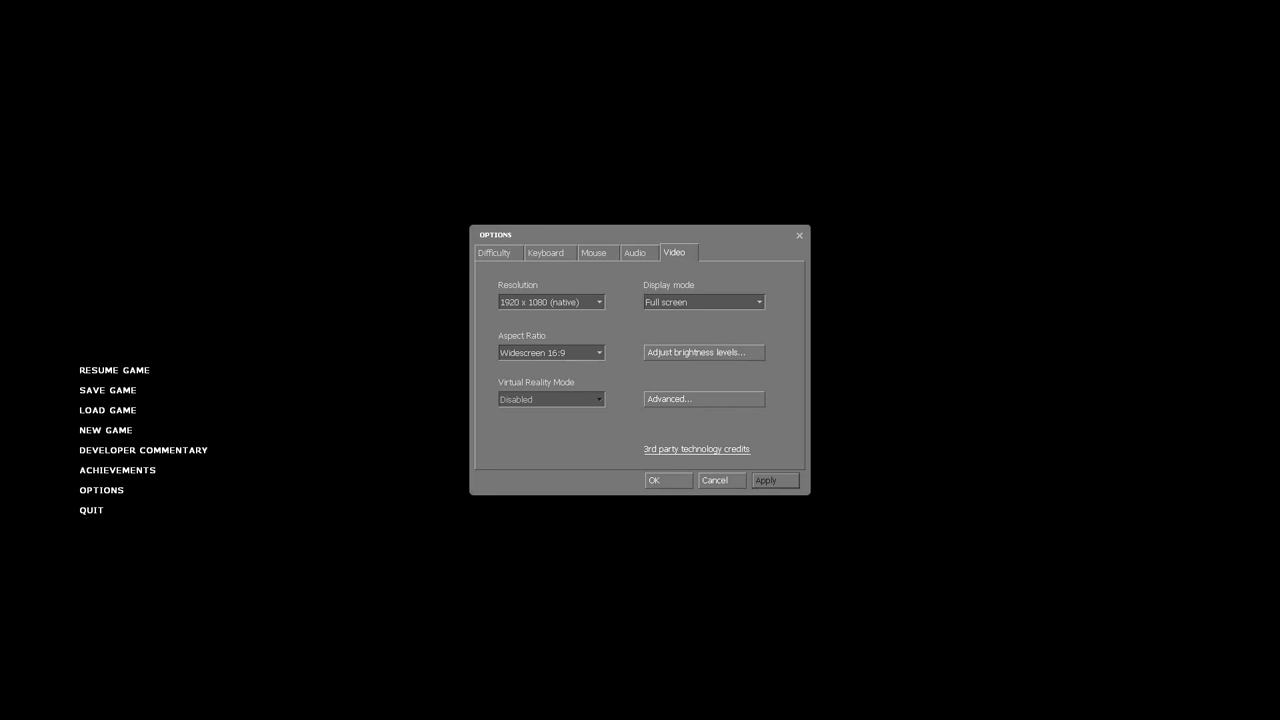 OPTIONS
Difficulty Keyboard Mouse Audio Video
Resolution Display mode
1920 x 1080 (native) Full screen
Aspect Ratio
Widescreen 16:9 Adjust brightness levels...
Virtual Reality Mode
Disabled Advanced...
3rd party technology credits
OK Cancel Apply
RESUME GAME
SAVE GAME
LOAD GAME
NEW GAME
DEVELOPER COMMENTARY
ACHIEVEMENTS
OPTIONS
QUIT